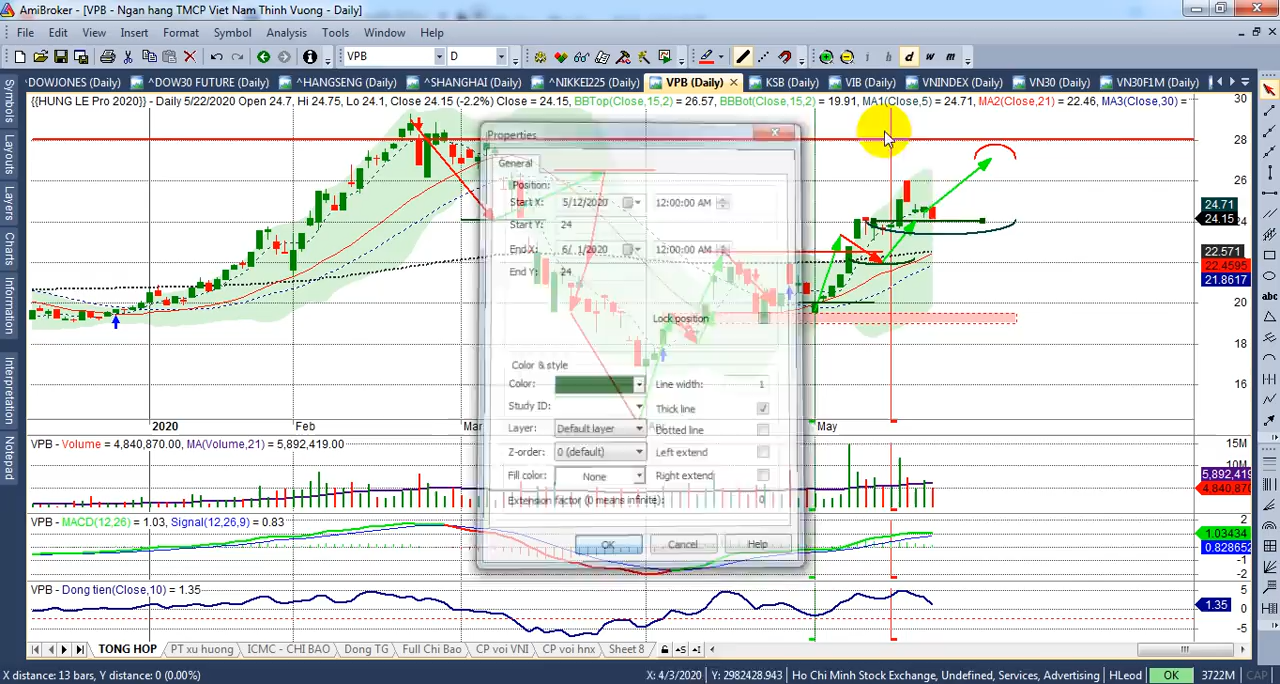 AmiBroker - [VPB - Ngan hang TMCP Viet Nam Thinh Vuong - Daily]
File Edit View Insert Format Symbol Analysis Tools Window Help
VPB D i h d w m
^DOWJONES (Daily) ^DOW30 FUTURE (Daily) ^HANGSENG (Daily) ^SHANGHAI (Daily) ^NIKKEI225 (Daily) VPB (Daily) KSB (Daily) VIB (Daily) VNINDEX (Daily) VN30 (Daily) VN30F1M (Daily)
{{HUNG LE Pro 2020}} - Daily 5/22/2020 Open 24.7, Hi 24.75, Lo 24.1, Close 24.15 (-2.2%) Close = 24.15, BBTop(Close,15,2) = 26.57, BBBot(Close,15,2) = 19.91, MA1(Close,5) = 24.71, MA2(Close,21) = 22.46, MA3(Close,30) =
Symbols
Layouts
Layers
Charts
Information
Interpretation
Notepad
30
28
26
24
22
20
18
16
24.71
24.15
22.571
22.4595
21.8617
Properties
General
Position:
Start X: 5/12/2020 12:00:00 AM
Start Y: 24
End X: 6/ 1/2020 12:00:00 AM
End Y: 24
Lock position
Color & style
Color: Line width: 1
Study ID: Thick line
Layer: Default layer Dotted line
Z-order: 0 (default) Left extend
Fill color: None Right extend
Extension factor (0 means infinite): 0
OK Cancel Help
2020 Feb Mar May
VPB - Volume = 4,840,870.00, MA(Volume,21) = 5,892,419.00
15M
10M
5,892,419
4,840,870
VPB - MACD(12,26) = 1.03, Signal(12,26,9) = 0.83
2
1.03434
0.828652
-1
-2
VPB - Dong tien(Close,10) = 1.35
5
1.35
0
-5
abc
TONG HOP PT xu huong ICMC - CHI BAO Dong TG Full Chi Bao CP voi VNI CP voi hnx Sheet 8
X distance: 13 bars, Y distance: 0 (0.00%) X: 4/3/2020 Y: 2982428.943 Ho Chi Minh Stock Exchange, Undefined, Services, Advertising HLeod OK 3722M CAP